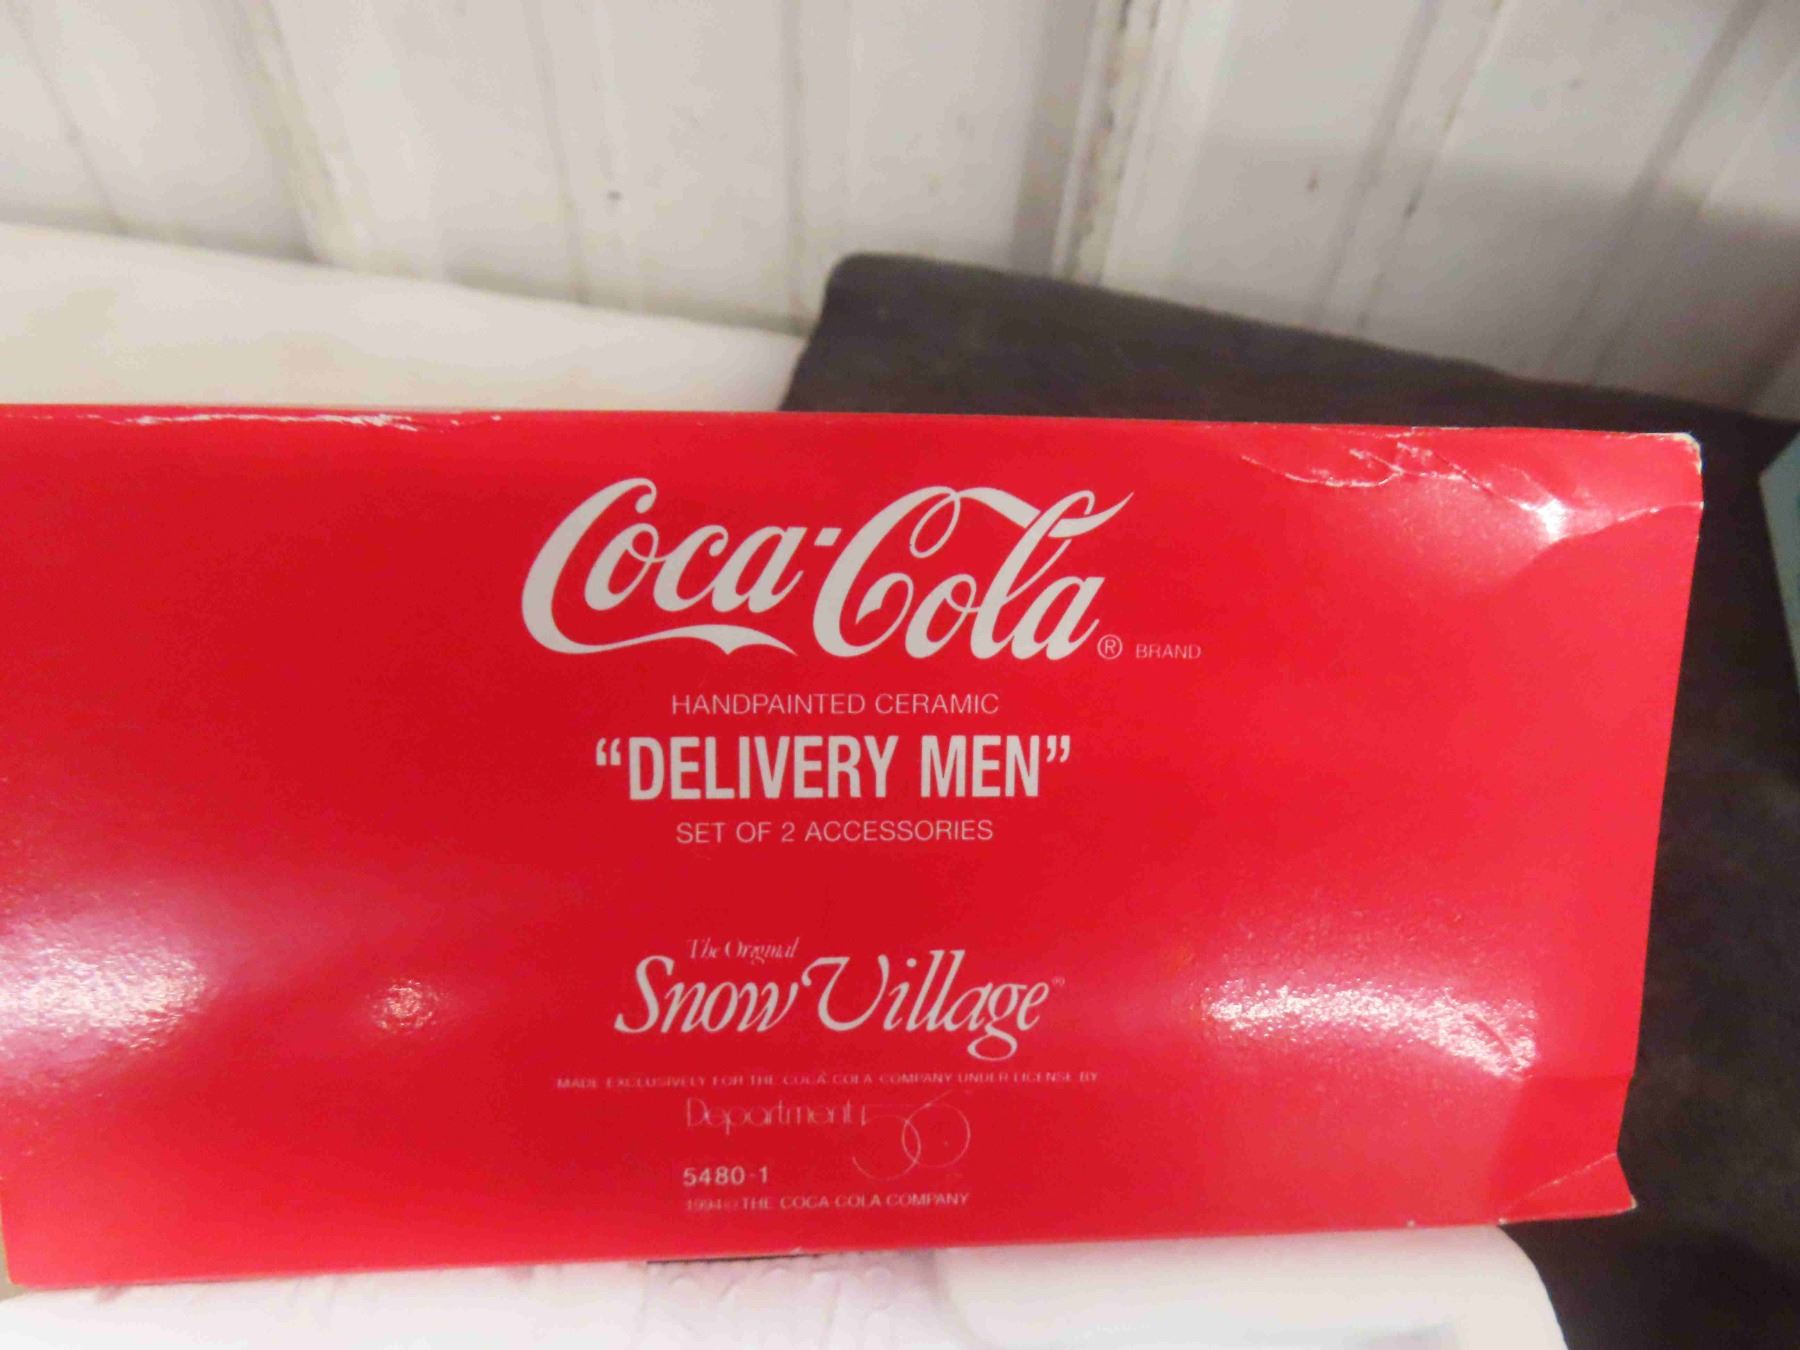 Coca-Cola® BRAND
HANDPAINTED CERAMIC
“DELIVERY MEN”
SET OF 2 ACCESSORIES
The Original
Snow Village®
MADE EXCLUSIVELY FOR THE COCA-COLA COMPANY UNDER LICENSE BY
Department 56
5480-1
1994 © THE COCA-COLA COMPANY